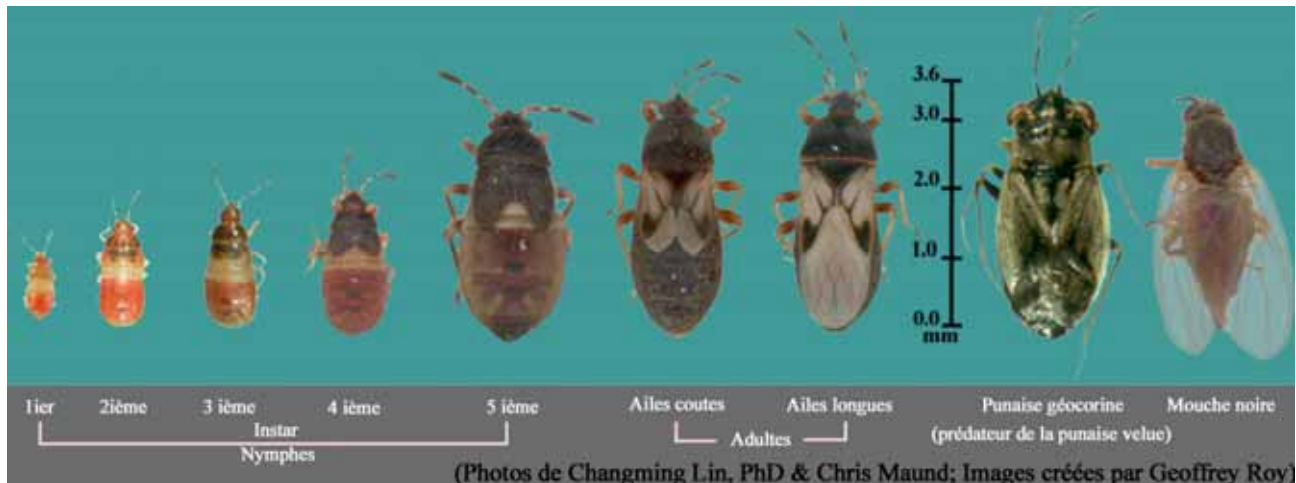 3.6
3.0
2.0
1.0
0.0
mm
1ier 2ième 3 ième 4 ième 5 ième Ailes coutes Ailes longues Punaise géocorine Mouche noire
Instar Adultes (prédateur de la punaise velue)
Nymphes
(Photos de Changming Lin, PhD & Chris Maund; Images créées par Geoffrey Roy)